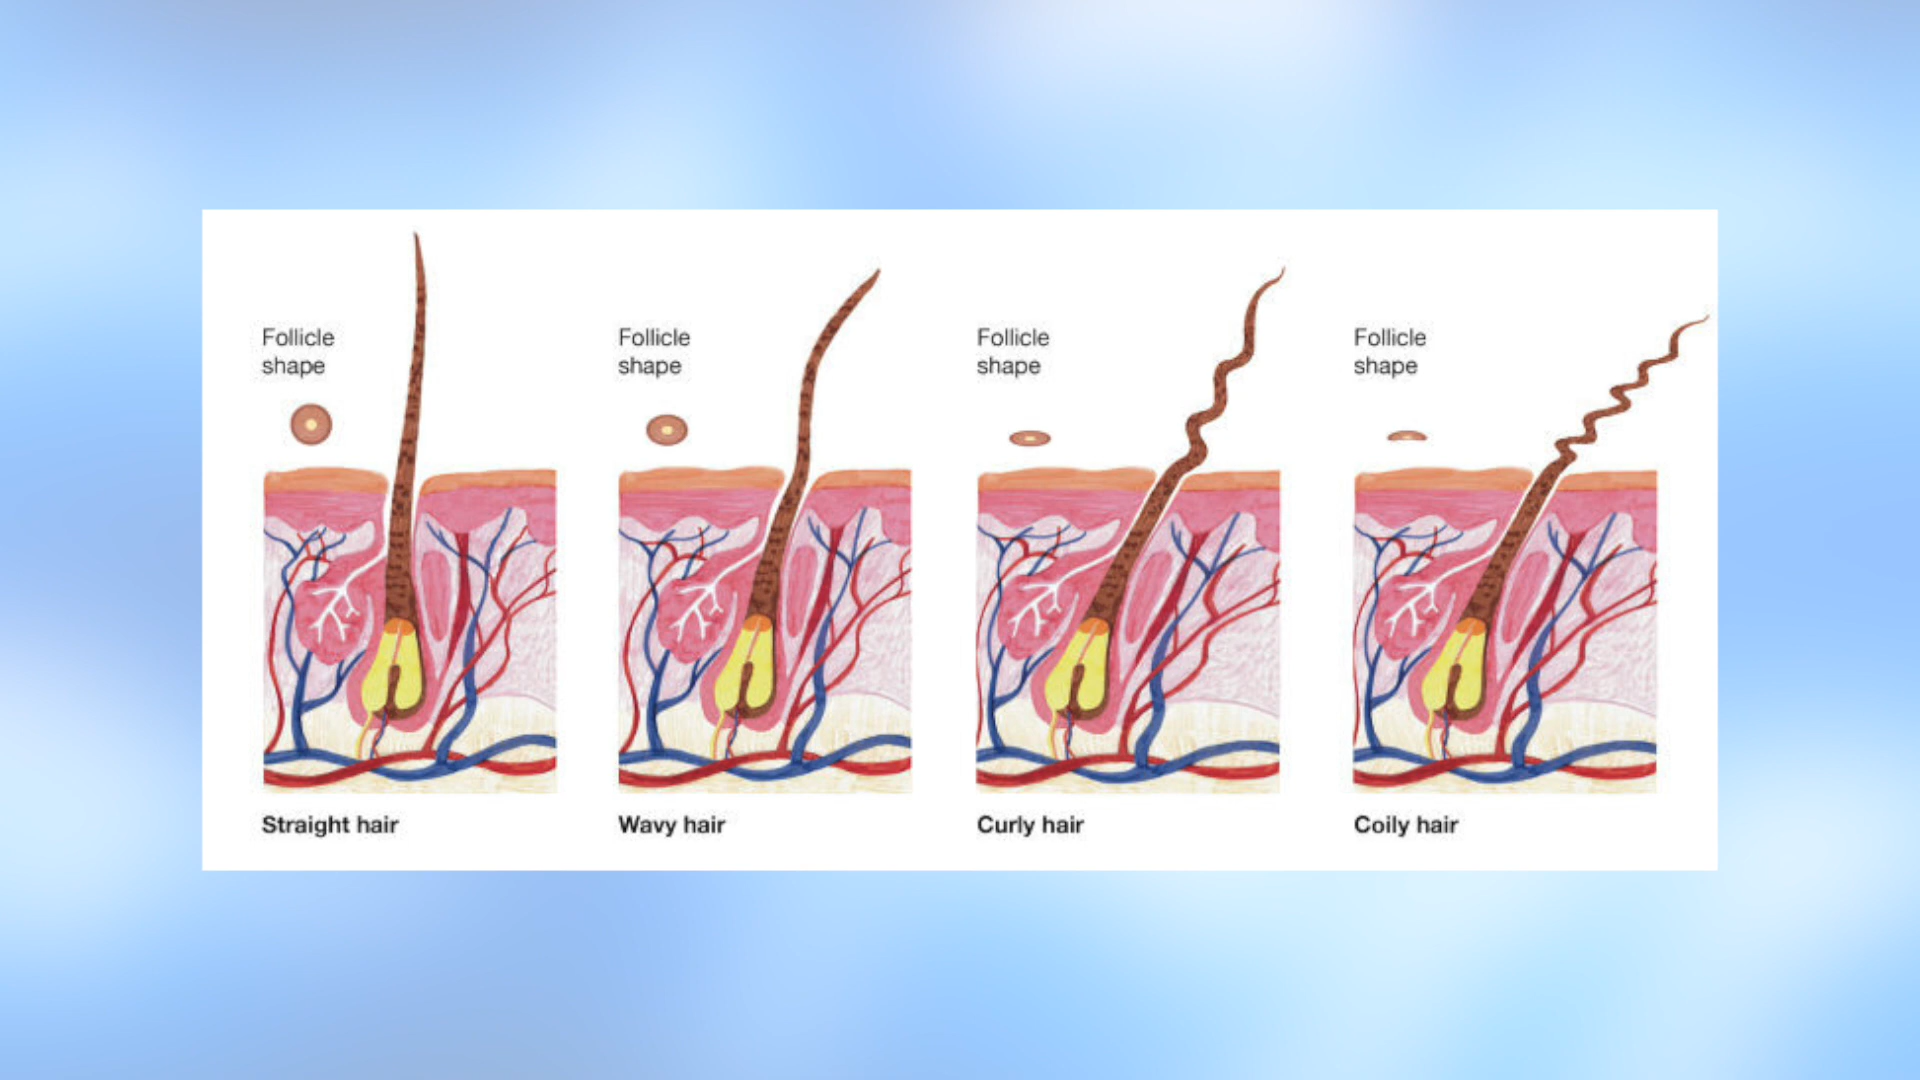 Follicle
shape
Follicle
shape
Follicle
shape
Follicle
shape
Straight hair
Wavy hair
Curly hair
Coily hair